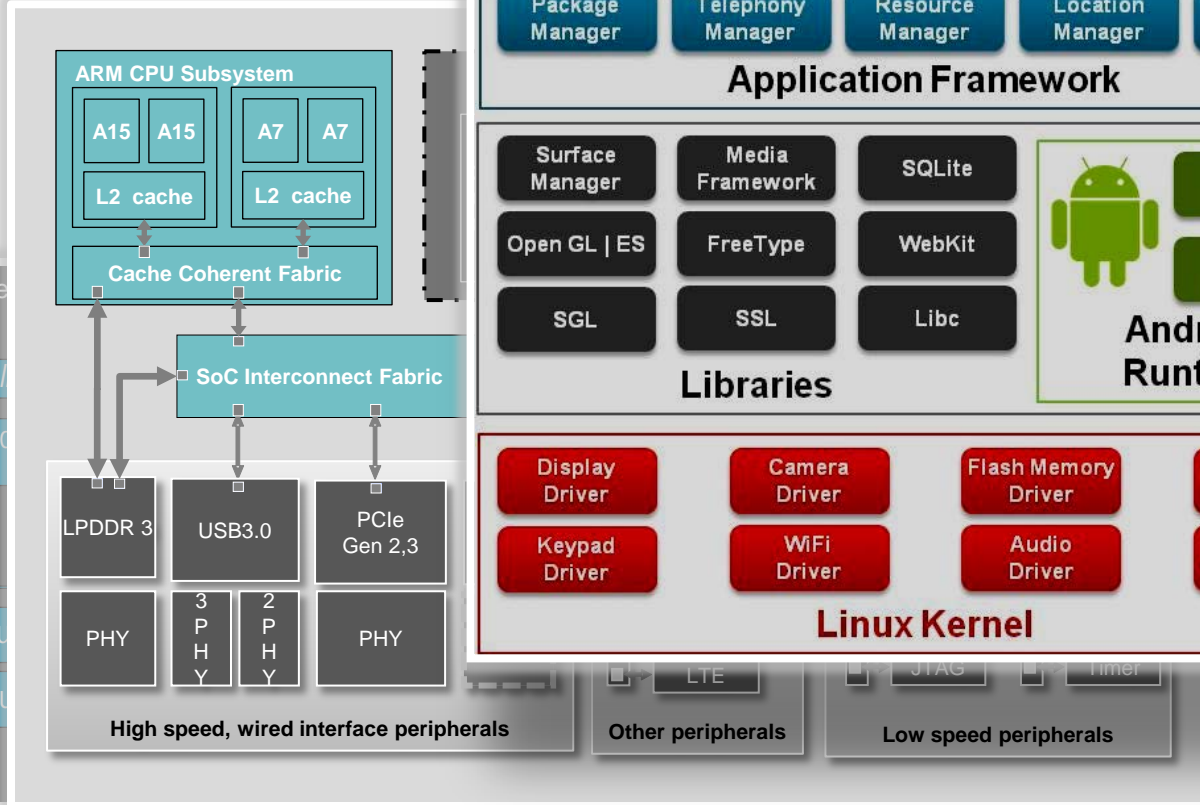 ARM CPU Subsystem
A15
A15
A7
A7
L2 cache
L2 cache
Cache Coherent Fabric
SoC Interconnect Fabric
LPDDR 3
USB3.0
PCIe
Gen 2,3
PHY
3
P
H
Y
2
P
H
Y
PHY
High speed, wired interface peripherals
LTE
Other peripherals
JTAG
Timer
Low speed peripherals
Package
Manager
Telephony
Manager
Resource
Manager
Location
Manager
Application Framework
Surface
Manager
Media
Framework
SQLite
Open GL | ES
FreeType
WebKit
SGL
SSL
Libc
Libraries
Display
Driver
Camera
Driver
Flash Memory
Driver
Keypad
Driver
WiFi
Driver
Audio
Driver
Linux Kernel